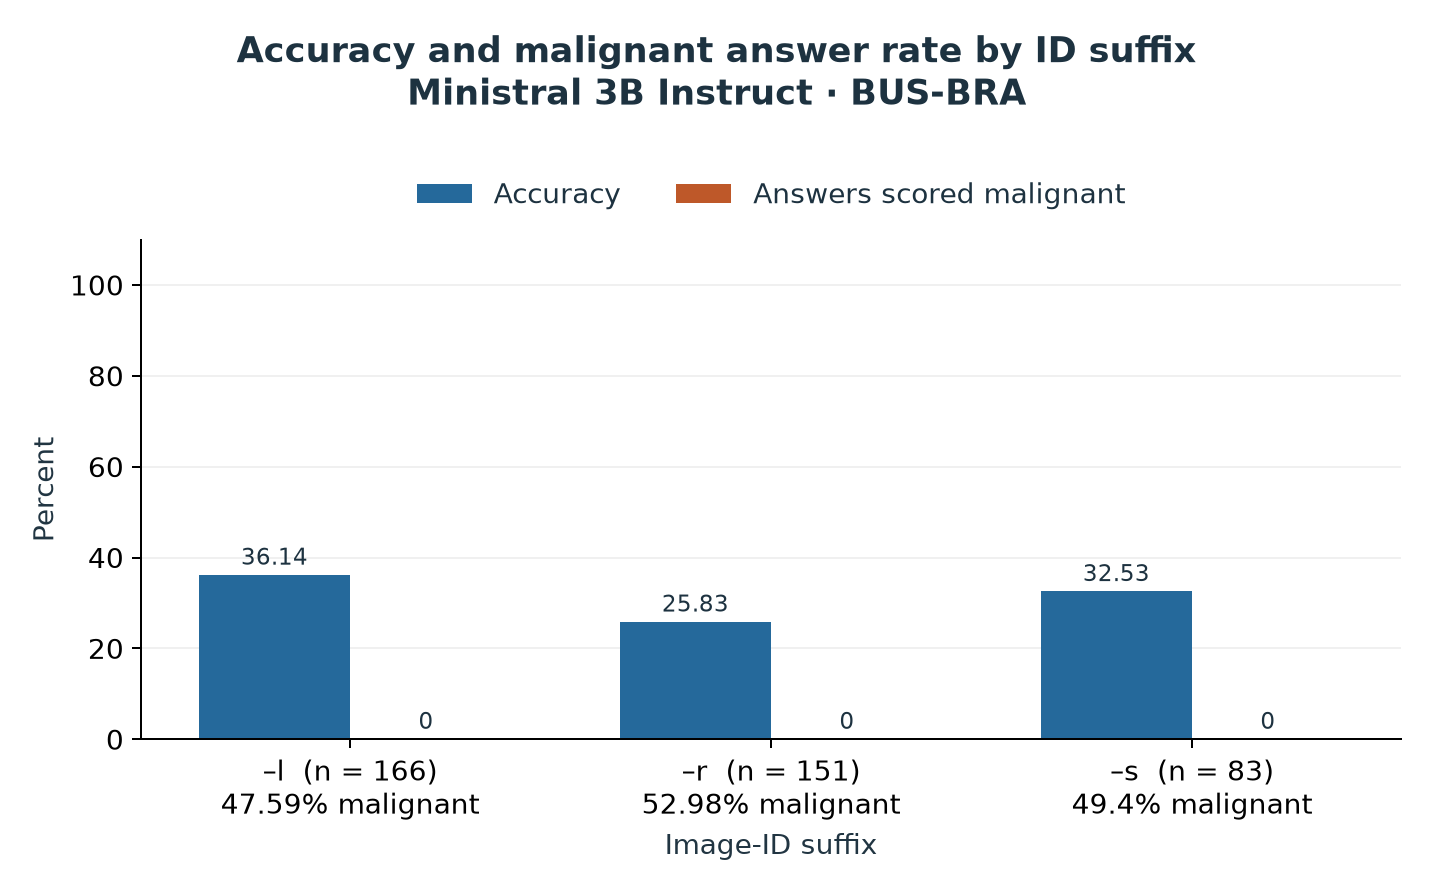 Accuracy and malignant answer rate by ID suffix
Ministral 3B Instruct · BUS-BRA
Accuracy
Answers scored malignant
Percent
100
80
60
40
20
0
36.14
0
25.83
0
32.53
0
–l (n = 166)
47.59% malignant
–r (n = 151)
52.98% malignant
–s (n = 83)
49.4% malignant
Image-ID suffix